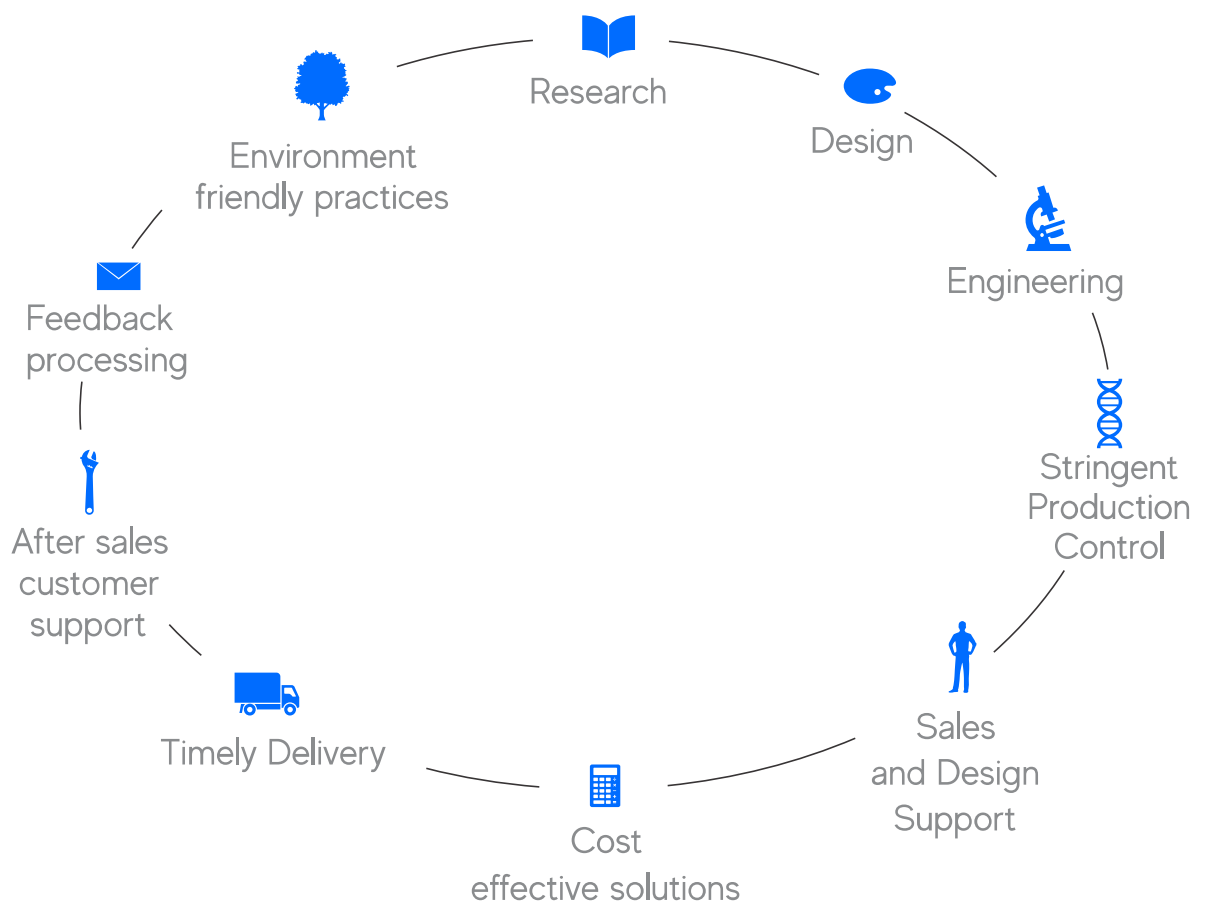 Research
Design
Engineering
Stringent
Production
Control
Sales
and Design
Support
Cost
effective solutions
Timely Delivery
After sales
customer
support
Feedback
processing
Environment
friendly practices